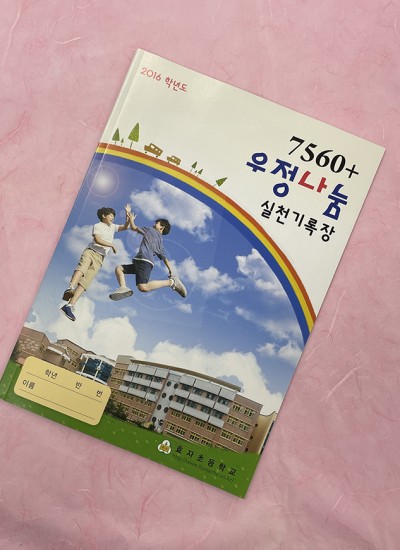 2016 학년도
7560+
우정나눔
실천기록장
학년 반 번
이름
효자초등학교